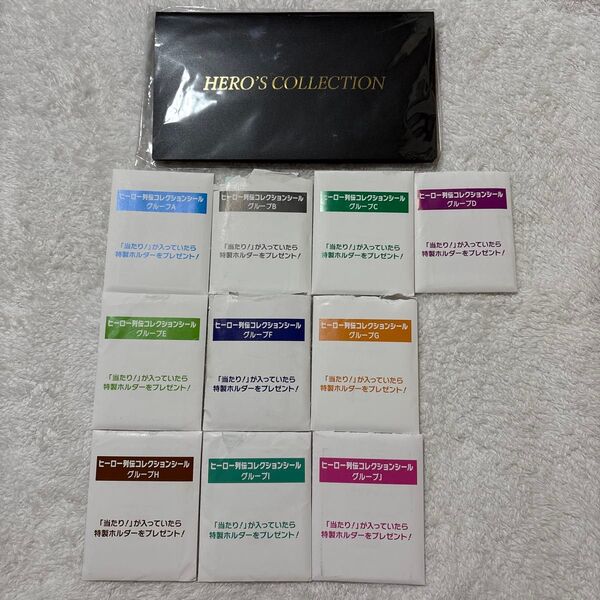 HERO'S COLLECTION
ヒーロー列伝コレクションシール
グループA
「当たり!」が入っていたら
特製ホルダーをプレゼント!
ヒーロー列伝コレクションシール
グループB
「当たり!」が入っていたら
特製ホルダーをプレゼント!
ヒーロー列伝コレクションシール
グループC
「当たり!」が入っていたら
特製ホルダーをプレゼント!
ヒーロー列伝コレクションシール
グループD
「当たり!」が入っていたら
特製ホルダーをプレゼント!
ヒーロー列伝コレクションシール
グループE
「当たり!」が入っていたら
特製ホルダーをプレゼント!
ヒーロー列伝コレクションシール
グループF
「当たり!」が入っていたら
特製ホルダーをプレゼント!
ヒーロー列伝コレクションシール
グループG
「当たり!」が入っていたら
特製ホルダーをプレゼント!
ヒーロー列伝コレクションシール
グループH
「当たり!」が入っていたら
特製ホルダーをプレゼント!
ヒーロー列伝コレクションシール
グループI
「当たり!」が入っていたら
特製ホルダーをプレゼント!
ヒーロー列伝コレクションシール
グループJ
「当たり!」が入っていたら
特製ホルダーをプレゼント!